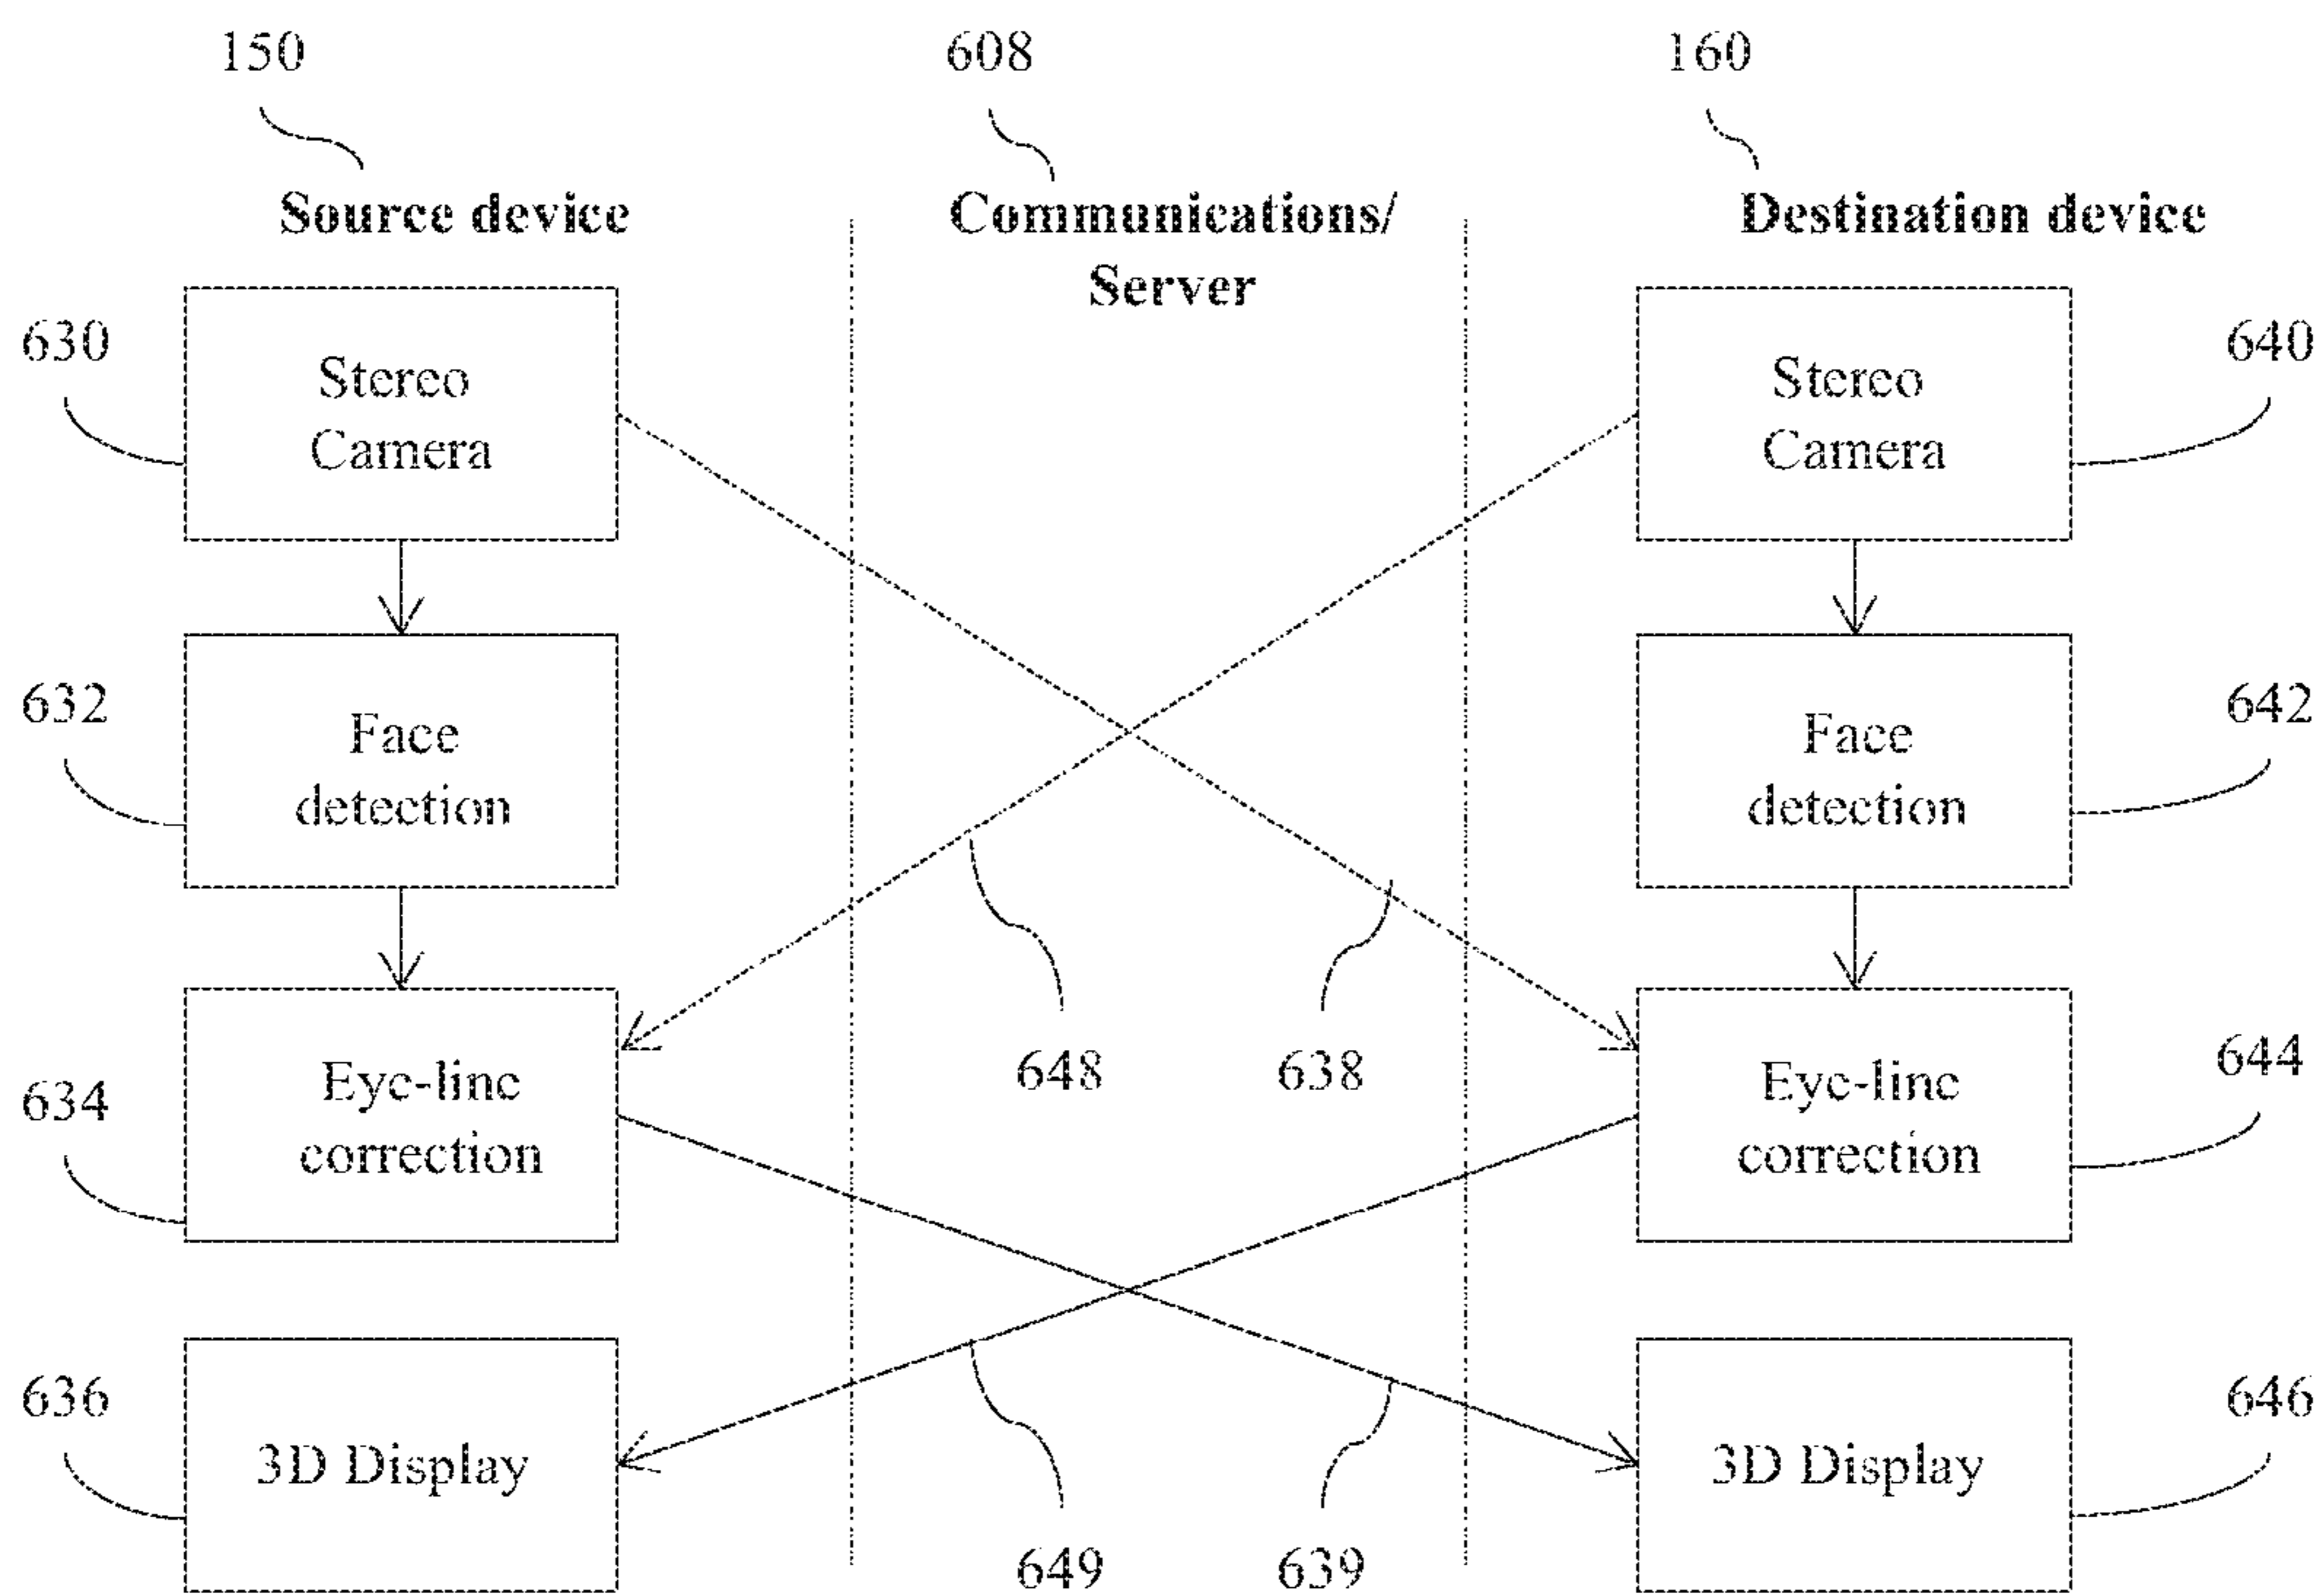 150
608
160
Source device
Communications/
Server
Destination device
630
Stereo
Camera
Stereo
Camera
640
632
Face
detection
Face
detection
642
648
638
634
Eye-line
correction
Eye-line
correction
644
636
3D Display
3D Display
646
649
639